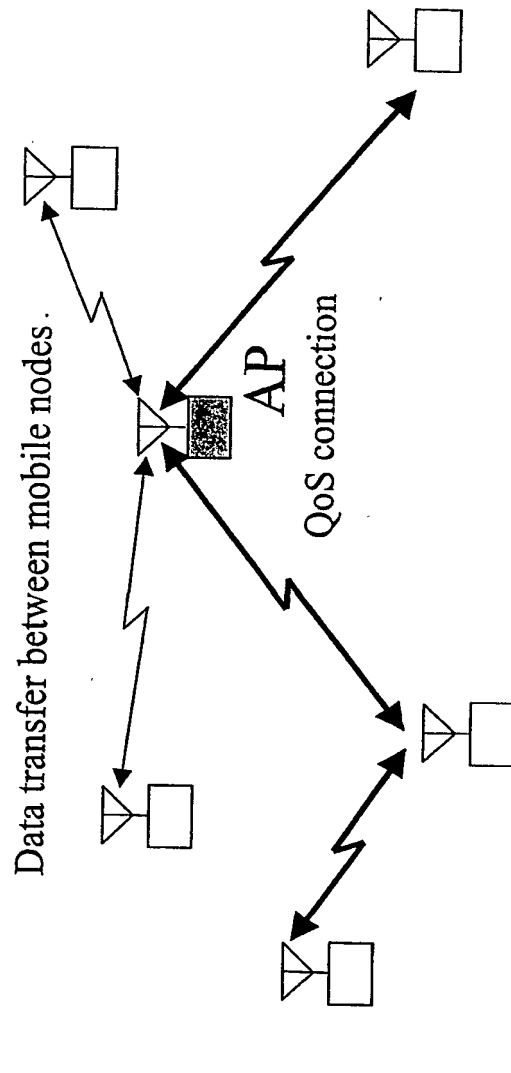 Data transfer between mobile nodes.
AP
QoS connection